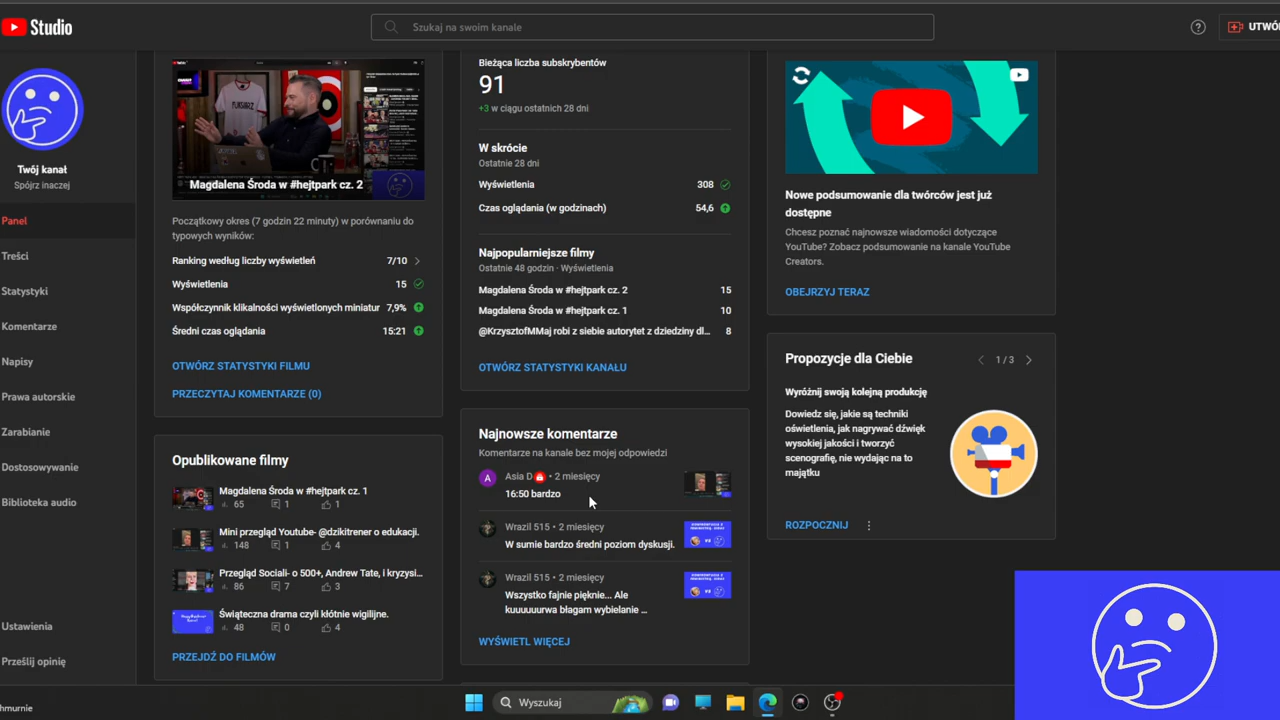 Studio
Szukaj na swoim kanale
UTWÓR
Twój kanał
Spójrz inaczej
Panel
Treści
Statystyki
Komentarze
Napisy
Prawa autorskie
Zarabianie
Dostosowywanie
Biblioteka audio
Ustawienia
Prześlij opinię
PIŁKARZ
Magdalena Środa w #hejtpark cz. 2
Początkowy okres (7 godzin 22 minuty) w porównaniu do
typowych wyników:
Ranking według liczby wyświetleń 7/10
Wyświetlenia 15
Współczynnik klikalności wyświetlonych miniatur 7,9%
Średni czas oglądania 15:21
OTWÓRZ STATYSTYKI FILMU
PRZECZYTAJ KOMENTARZE (0)
Opublikowane filmy
Magdalena Środa w #hejtpark cz. 1
65 1 1
Mini przegląd Youtube- @dzikitrener o edukacji.
148 1 4
Przegląd Sociali- o 500+, Andrew Tate, i kryzysi...
86 7 3
Świąteczna drama czyli kłótnie wigilijne.
48 0 4
PRZEJDŹ DO FILMÓW
Bieżąca liczba subskrybentów
91
+3 w ciągu ostatnich 28 dni
W skrócie
Ostatnie 28 dni
Wyświetlenia 308
Czas oglądania (w godzinach) 54,6
Najpopularniejsze filmy
Ostatnie 48 godzin · Wyświetlenia
Magdalena Środa w #hejtpark cz. 2 15
Magdalena Środa w #hejtpark cz. 1 10
@KrzysztofMMaj robi z siebie autorytet z dziedziny dl... 8
OTWÓRZ STATYSTYKI KANAŁU
Najnowsze komentarze
Komentarze na kanale bez mojej odpowiedzi
A
Asia D • 2 miesięcy
16:50 bardzo
Wrazil 515 • 2 miesięcy
W sumie bardzo średni poziom dyskusji.
Wrazil 515 • 2 miesięcy
Wszystko fajnie pięknie... Ale
kuuuuuurwa błagam wybielanie ...
WYŚWIETL WIĘCEJ
Nowe podsumowanie dla twórców jest już
dostępne
Chcesz poznać najnowsze wiadomości dotyczące
YouTube? Zobacz podsumowanie na kanale YouTube
Creators.
OBEJRZYJ TERAZ
Propozycje dla Ciebie
1 / 3
Wyróżnij swoją kolejną produkcję
Dowiedz się, jakie są techniki
oświetlenia, jak nagrywać dźwięk
wysokiej jakości i tworzyć
scenografię, nie wydając na to
majątku
ROZPOCZNIJ
hmurnie
Wyszukaj